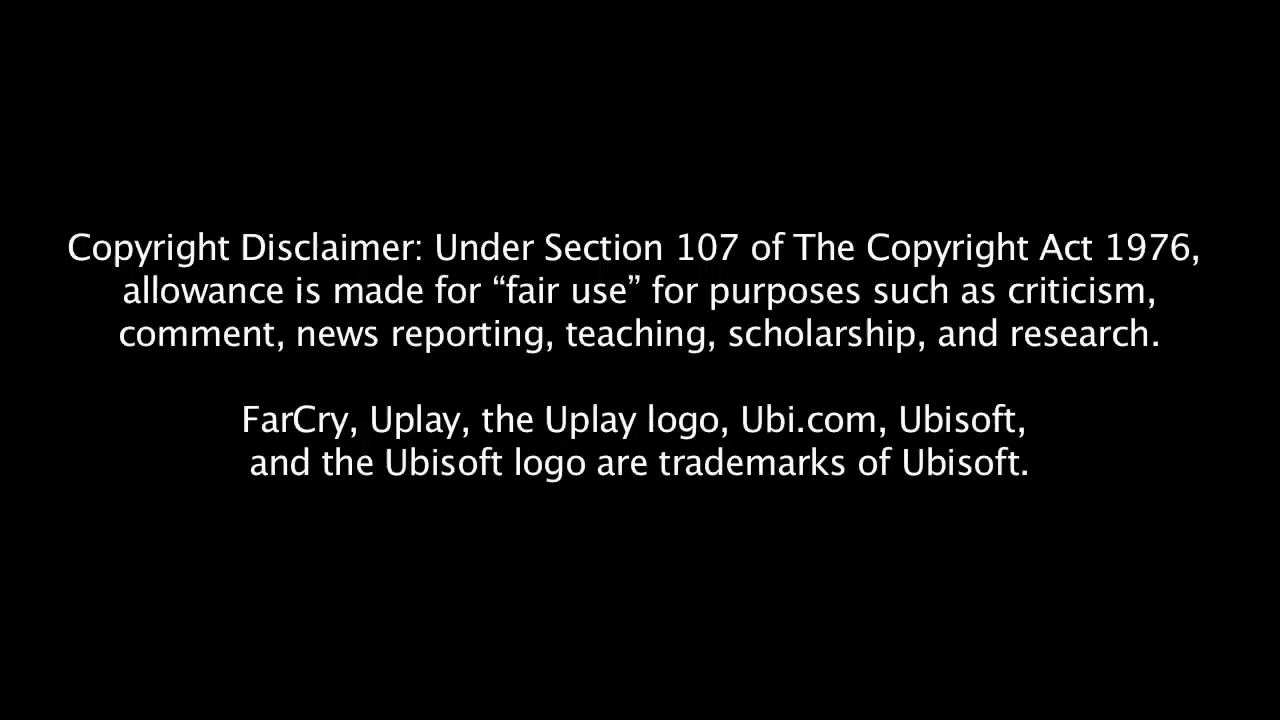 Copyright Disclaimer: Under Section 107 of The Copyright Act 1976,
allowance is made for “fair use” for purposes such as criticism,
comment, news reporting, teaching, scholarship, and research.
FarCry, Uplay, the Uplay logo, Ubi.com, Ubisoft,
and the Ubisoft logo are trademarks of Ubisoft.